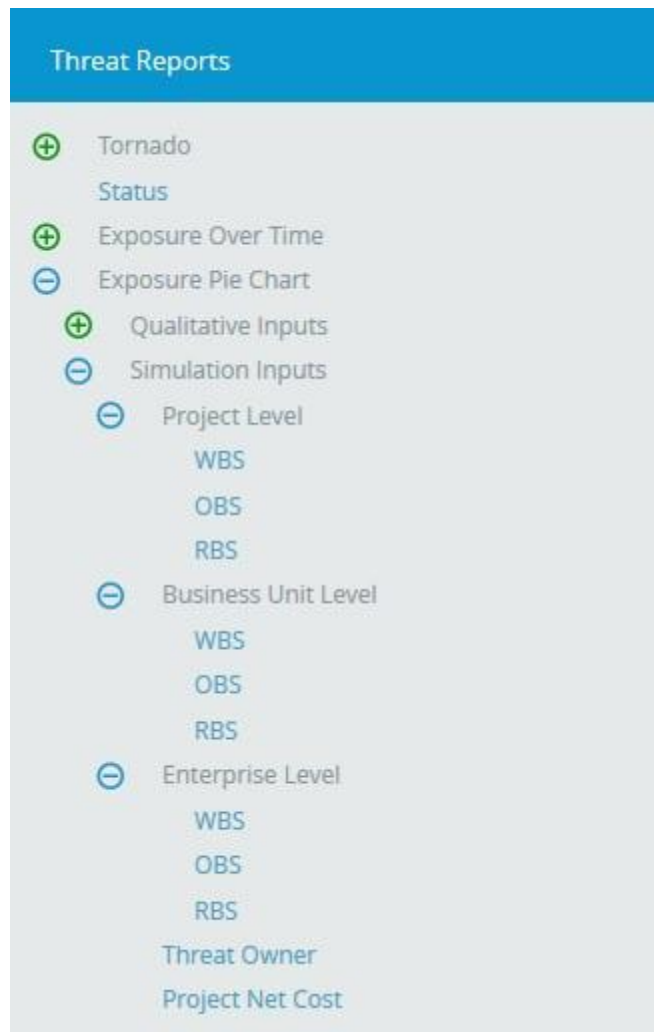 Threat Reports
Tornado
Status
Exposure Over Time
Exposure Pie Chart
Qualitative Inputs
Simulation Inputs
Project Level
WBS
OBS
RBS
Business Unit Level
WBS
OBS
RBS
Enterprise Level
WBS
OBS
RBS
Threat Owner
Project Net Cost